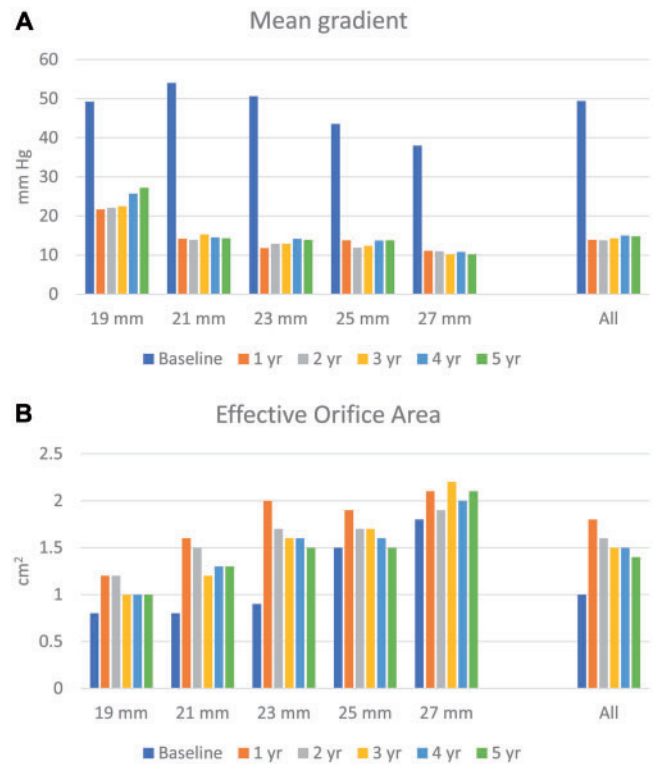 A
Mean gradient
60
50
40
30
20
10
0
mm Hg
19 mm 21 mm 23 mm 25 mm 27 mm All
Baseline 1 yr 2 yr 3 yr 4 yr 5 yr
B
Effective Orifice Area
2.5
2
1.5
1
0.5
0
cm²
19 mm 21 mm 23 mm 25 mm 27 mm All
Baseline 1 yr 2 yr 3 yr 4 yr 5 yr